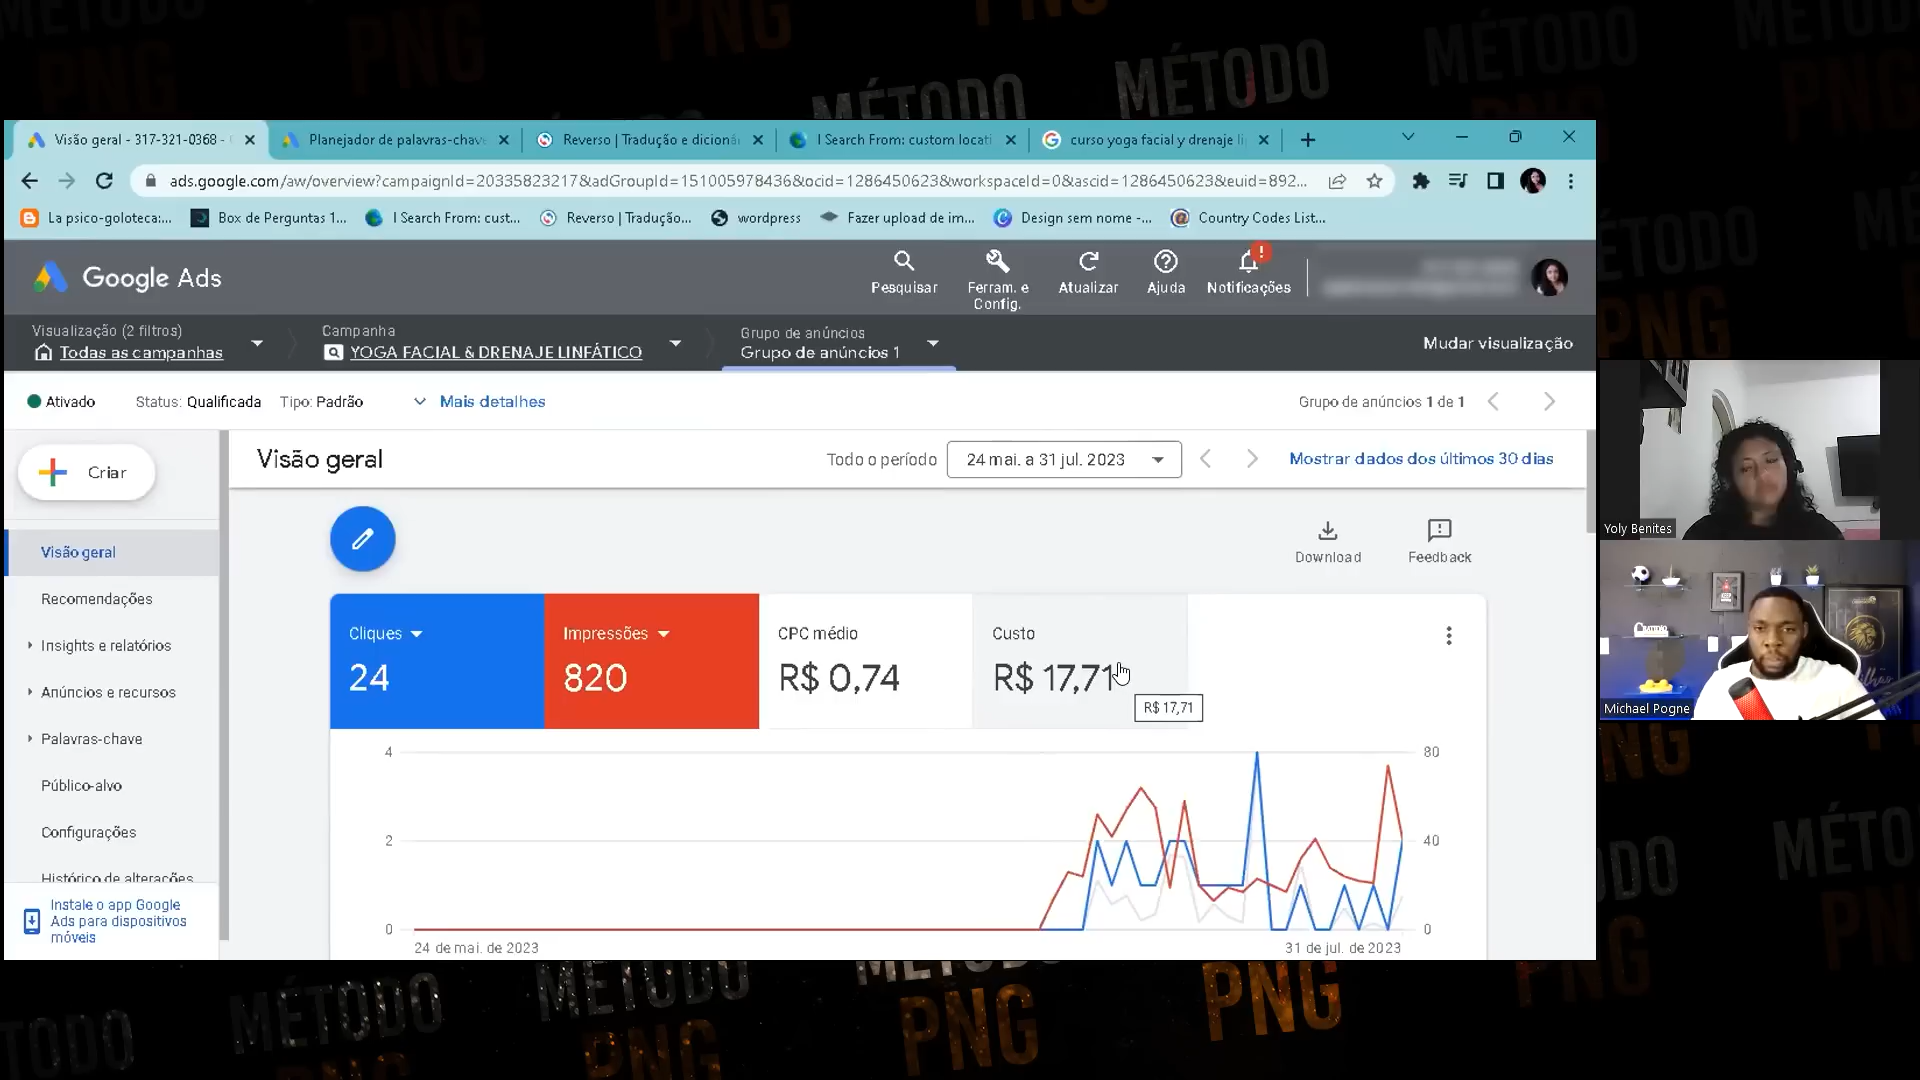 MÉTODO
PNG
Visão geral - 317-321-0368 -
Planejador de palavras-chav
Reverso | Tradução e dicioná
I Search From: custom locati
curso yoga facial y drenaje li
ads.google.com/aw/overview?campaignId=20335823217&adGroupId=151005978436&ocid=1286450623&workspaceId=0&ascid=1286450623&euid=892...
La psico-goloteca:...
Box de Perguntas 1...
I Search From: cust...
Reverso | Tradução...
wordpress
Fazer upload de im...
Design sem nome -...
Country Codes List...
Google Ads
Pesquisar
Ferram. e
Config.
Atualizar
Ajuda
Notificações
Visualização (2 filtros)
Todas as campanhas
Campanha
YOGA FACIAL & DRENAJE LINFÁTICO
Grupo de anúncios
Grupo de anúncios 1
Mudar visualização
Ativado
Status: Qualificada
Tipo: Padrão
Mais detalhes
Grupo de anúncios 1 de 1
Criar
Visão geral
Todo o período
24 mai. a 31 jul. 2023
Mostrar dados dos últimos 30 dias
Visão geral
Recomendações
Insights e relatórios
Anúncios e recursos
Palavras-chave
Público-alvo
Configurações
Histórico de alterações
Instale o app Google
Ads para dispositivos
móveis
Download
Feedback
Cliques
24
Impressões
820
CPC médio
R$ 0,74
Custo
R$ 17,71
R$ 17,71
4
80
2
40
0
0
24 de mai. de 2023
31 de jul. de 2023
Yoly Benites
Michael Pogne
MÉTODO
PNG